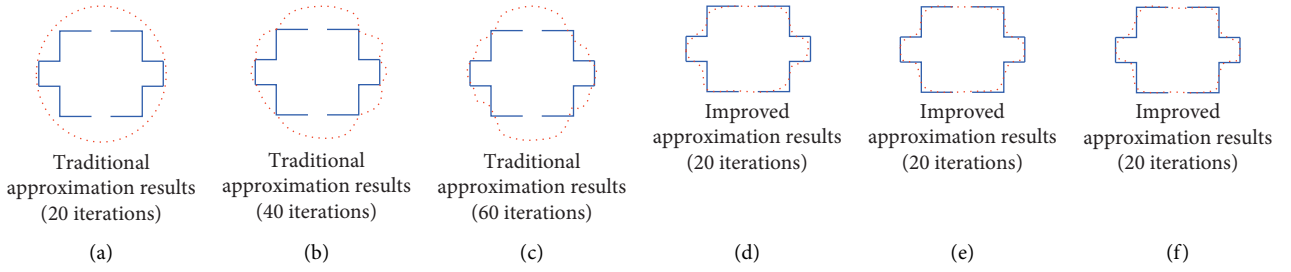 Traditional
approximation results
(20 iterations)
(a)
Traditional
approximation results
(40 iterations)
(b)
Traditional
approximation results
(60 iterations)
(c)
Improved
approximation results
(20 iterations)
(d)
Improved
approximation results
(20 iterations)
(e)
Improved
approximation results
(20 iterations)
(f)